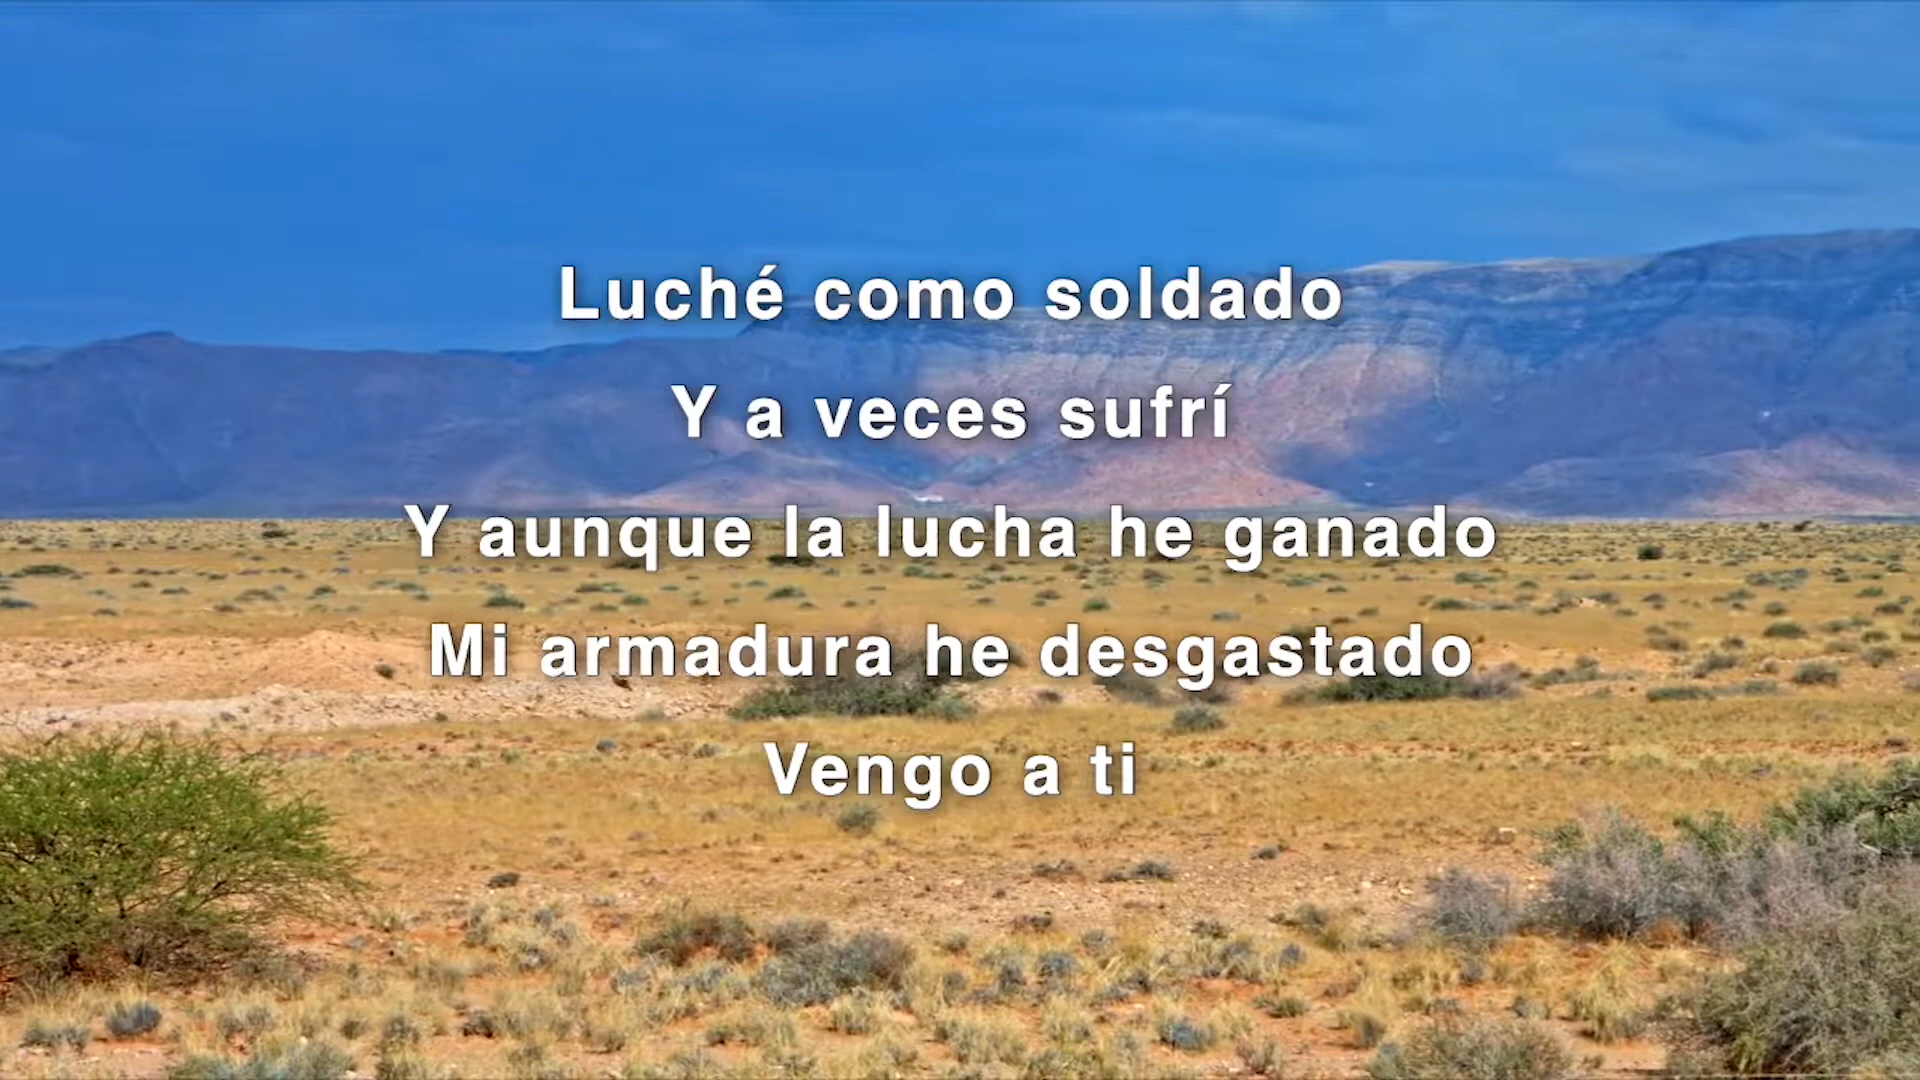 Luché como soldado
Y a veces sufrí
Y aunque la lucha he ganado
Mi armadura he desgastado
Vengo a ti